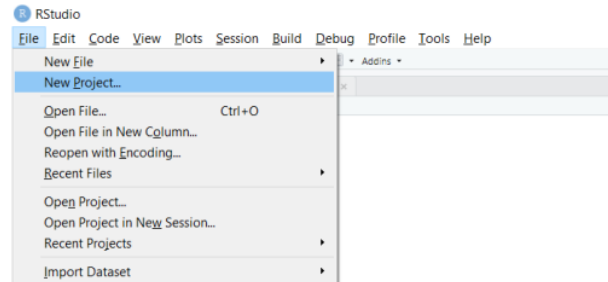 R RStudio
File Edit Code View Plots Session Build Debug Profile Tools Help
New File
Addins
New Project...
Open File... Ctrl+O
Open File in New Column...
Reopen with Encoding...
Recent Files
Open Project...
Open Project in New Session...
Recent Projects
Import Dataset